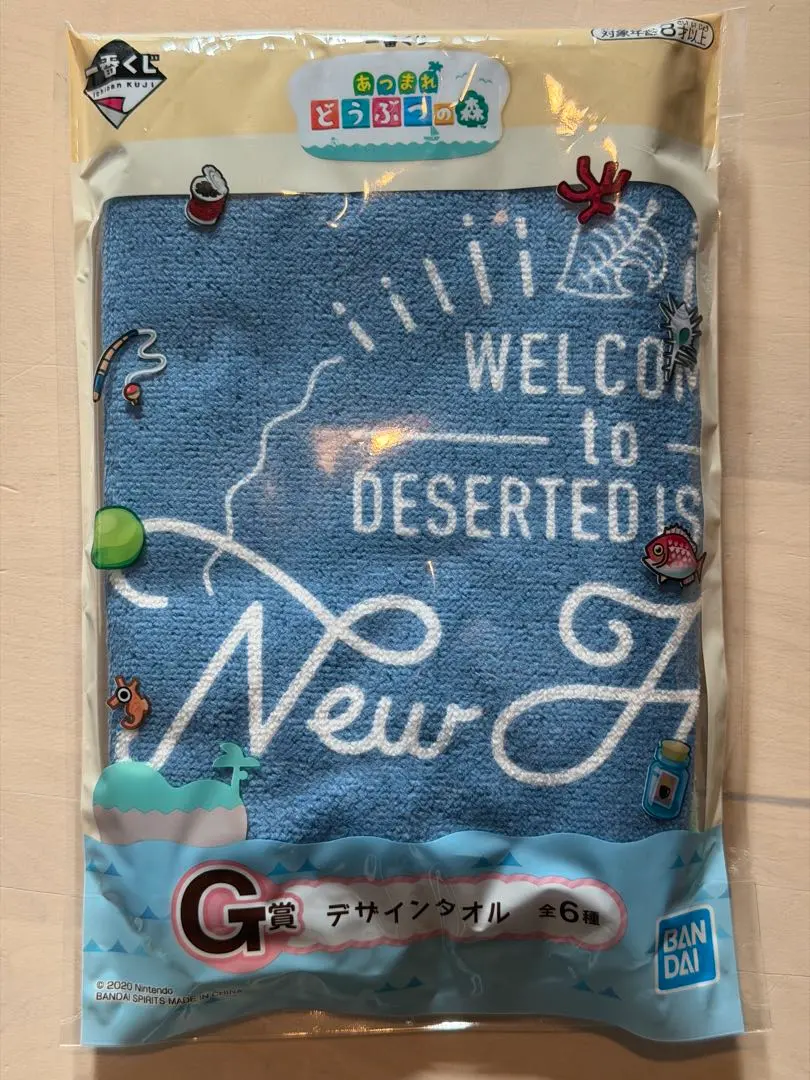 一番くじ
Ichiban KUJI
対象年齢8才以上
あつまれ
どうぶつの森
WELCOM
to
DESERTED IS
New
G賞 デザインタオル 全6種
BAN
DAI
© 2020 Nintendo
BANDAI SPIRITS MADE IN CHINA